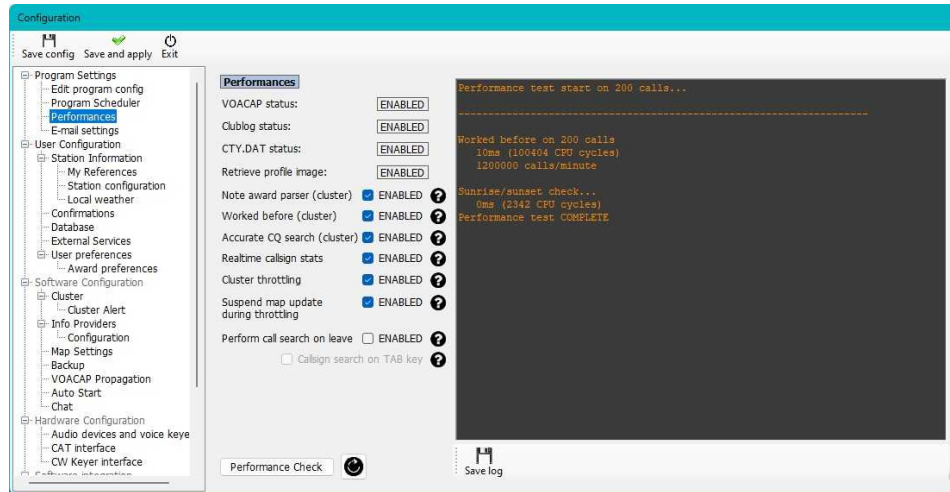 Configuration
Save config Save and apply Exit
Program Settings
Edit program config
Program Scheduler
Performances
E-mail settings
User Configuration
Station Information
My References
Station configuration
Local weather
Confirmations
Database
External Services
User preferences
Award preferences
Software Configuration
Cluster
Cluster Alert
Info Providers
Configuration
Map Settings
Backup
VOACAP Propagation
Auto Start
Chat
Hardware Configuration
Audio devices and voice keye
CAT interface
CW Keyer interface
Software integration
Performances
VOACAP status: ENABLED
Clublog status: ENABLED
CTY.DAT status: ENABLED
Retrieve profile image: ENABLED
Note award parser (cluster) ENABLED ?
Worked before (cluster) ENABLED ?
Accurate CQ search (cluster) ENABLED ?
Realtime callsign stats ENABLED ?
Cluster throttling ENABLED ?
Suspend map update ENABLED ?
during throttling
Perform call search on leave ENABLED ?
Callsign search on TAB key ?
Performance Check
Performance test start on 200 calls...
--------------------------------------------------------------------
Worked before on 200 calls
10ms (100404 CPU cycles)
1200000 calls/minute
Sunrise/sunset check...
0ms (2342 CPU cycles)
Performance test COMPLETE
Save log